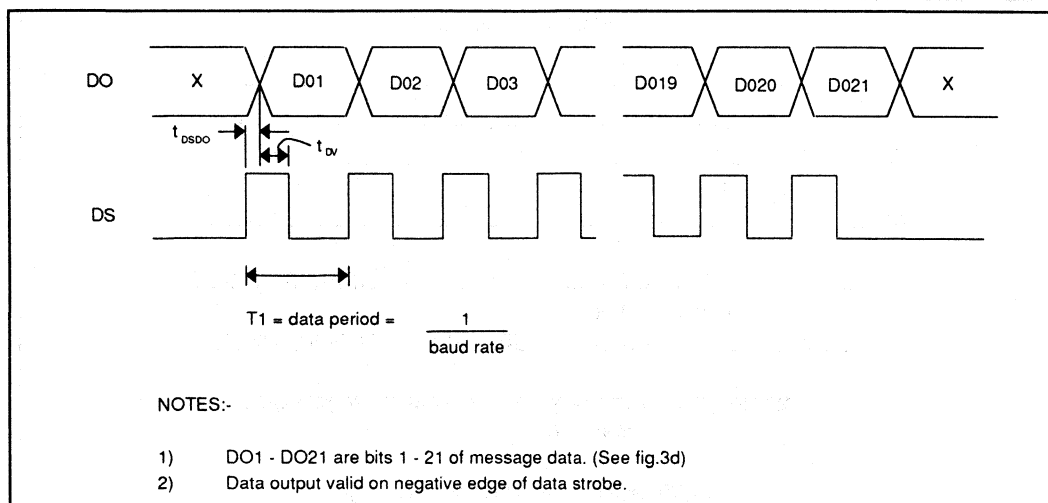 DO X D01 D02 D03 D019 D020 D021 X
t DSDO
t DV
DS
T1 = data period = 1
baud rate
NOTES:-
1) DO1 - DO21 are bits 1 - 21 of message data. (See fig.3d)
2) Data output valid on negative edge of data strobe.